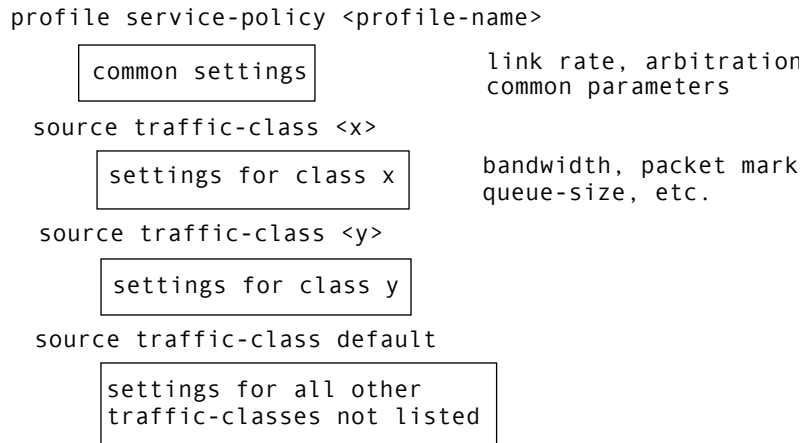 profile service-policy <profile-name>
common settings
link rate, arbitration
common parameters
source traffic-class <x>
settings for class x
bandwidth, packet mark
queue-size, etc.
source traffic-class <y>
settings for class y
source traffic-class default
settings for all other
traffic-classes not listed